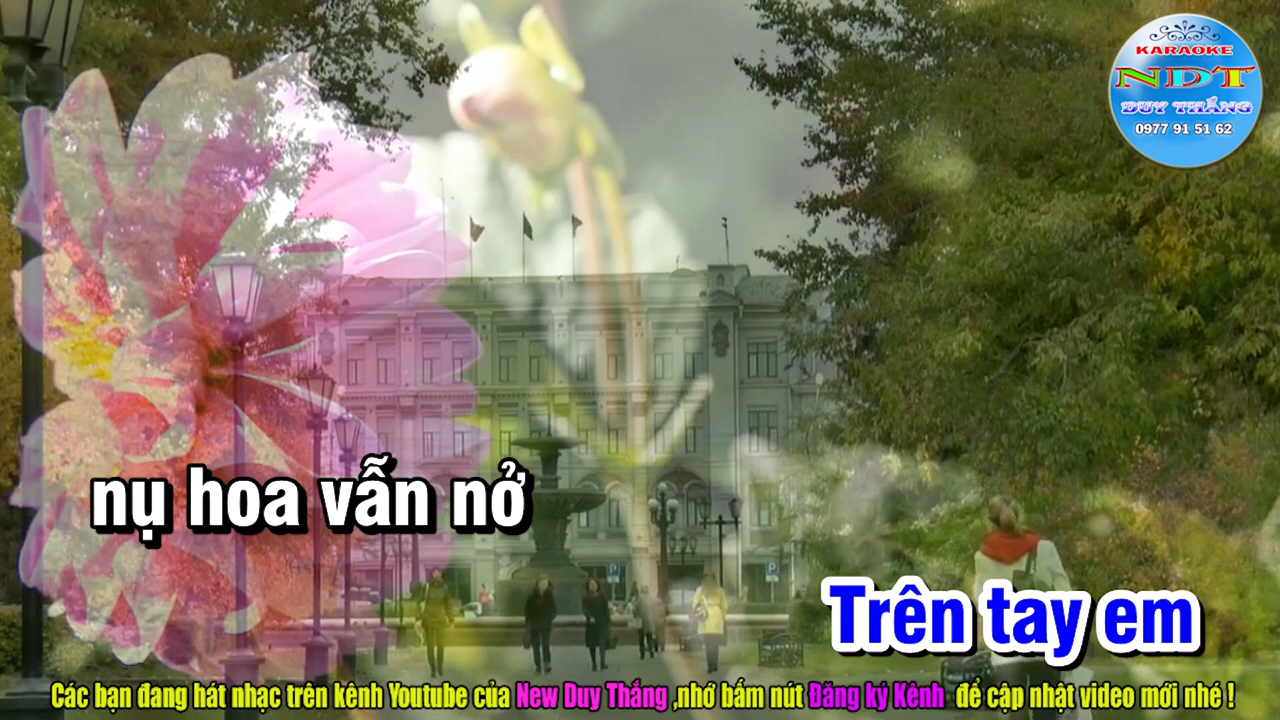 KARAOKE
NDT
DUY THẮNG
0977 91 51 62
nụ hoa vẫn nở
Trên tay em
Các bạn đang hát nhạc trên kênh Youtube của New Duy Thắng ,nhớ bấm nút Đăng ký Kênh để cập nhật video mới nhé !